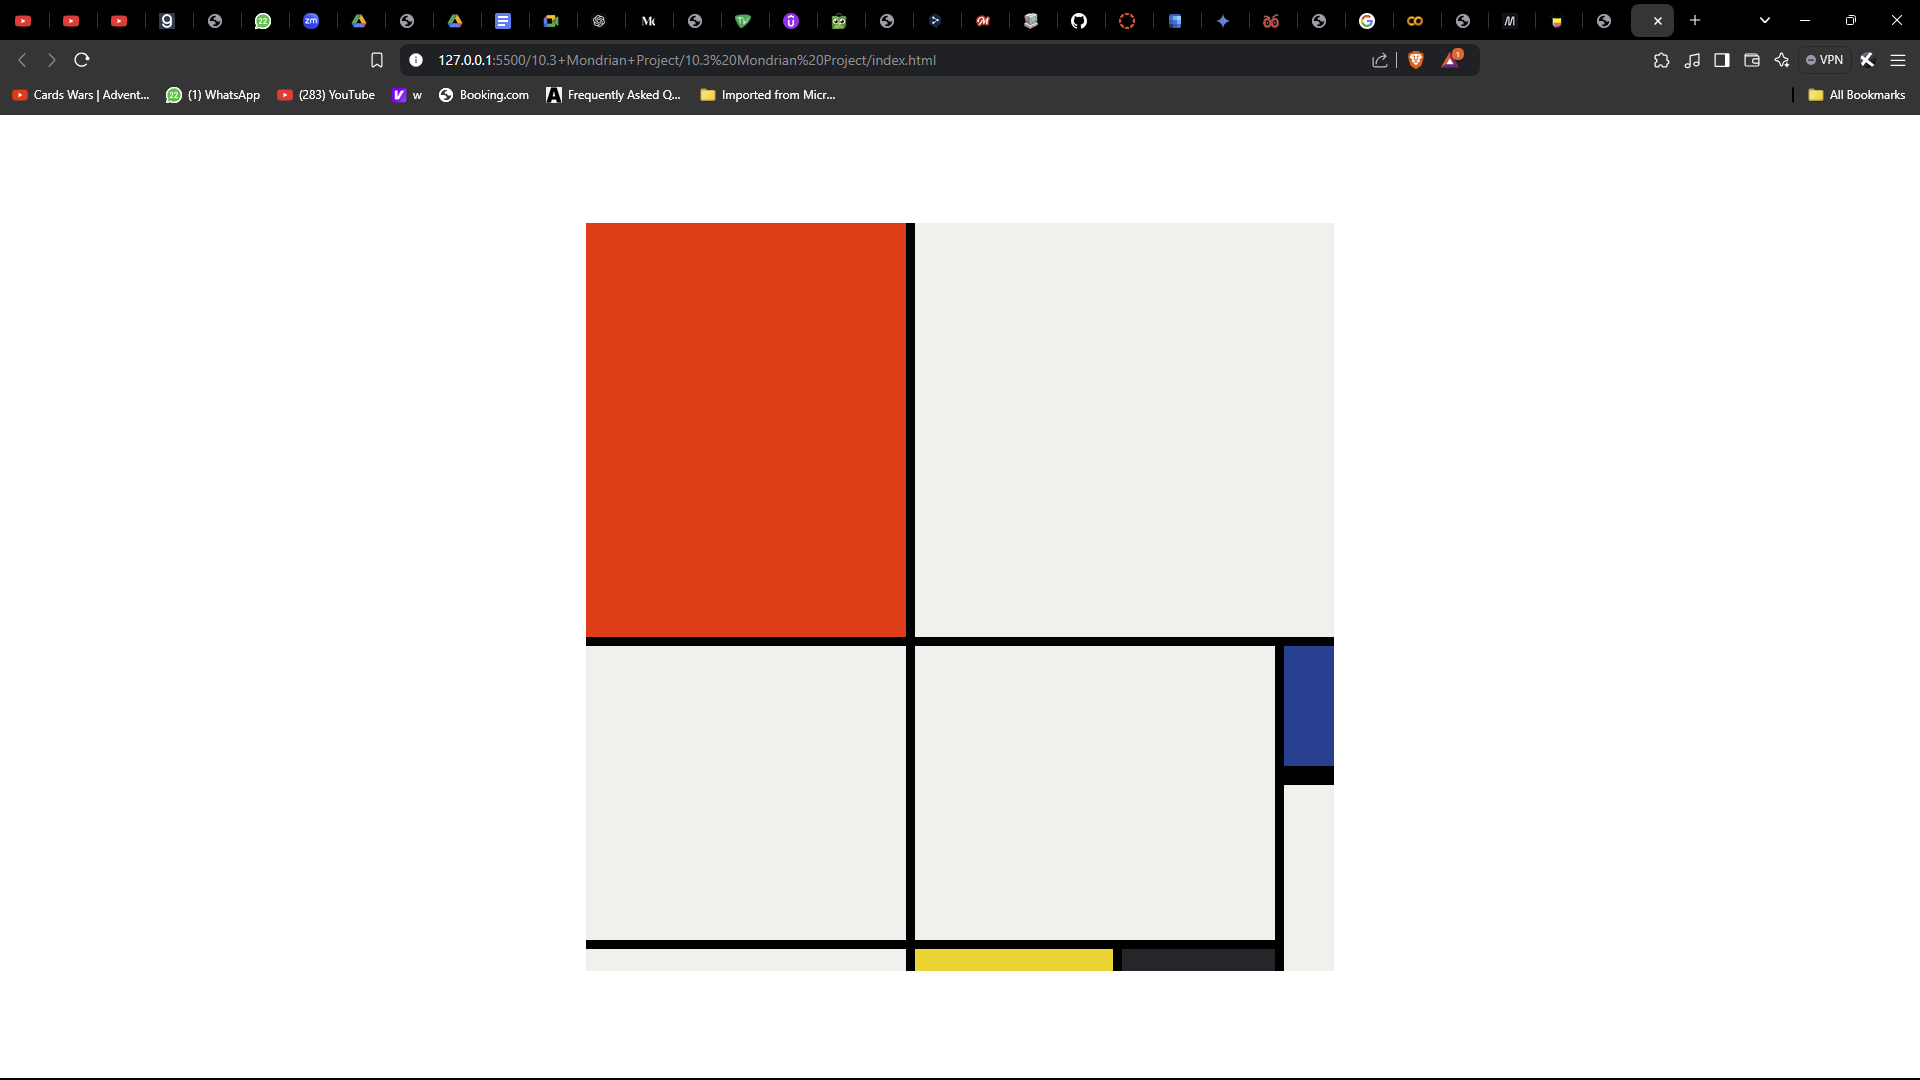 127.0.0.1:5500/10.3+Mondrian+Project/10.3%20Mondrian%20Project/index.html
1
VPN
Cards Wars | Advent...
(1) WhatsApp
(283) YouTube
w
Booking.com
Frequently Asked Q...
Imported from Micr...
All Bookmarks